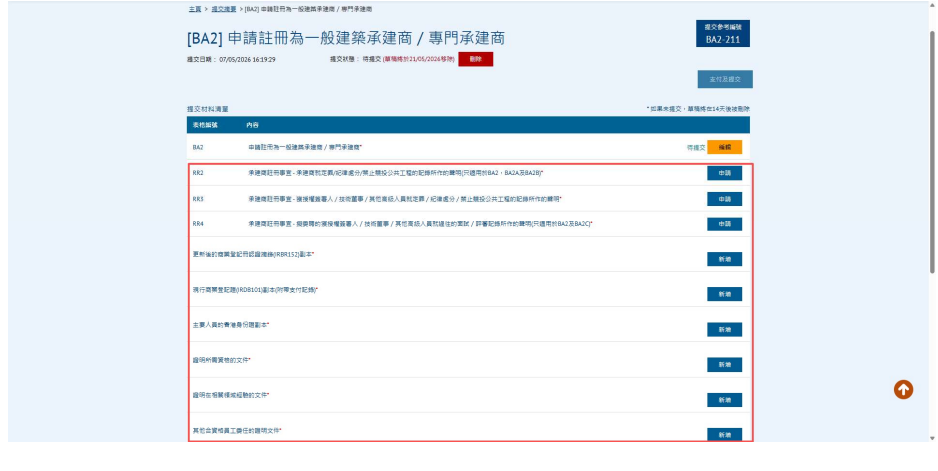 主頁 > 提交摘要 > [BA2] 申請註冊為一般建築承建商 / 專門承建商
[BA2] 申請註冊為一般建築承建商 / 專門承建商
提交參考編號
BA2-211
提交日期： 07/05/2026 16:19:29
提交狀態： 待提交 (草稿將於21/05/2026移除)
刪除
支付及提交
提交材料清單
*如果未提交，草稿將在14天後被刪除
表格編號 內容
BA2 申請註冊為一般建築承建商 / 專門承建商* 待提交 編輯
RR2 承建商註冊事宜 - 承建商就定罪/紀律處分/禁止競投公共工程的記錄所作的聲明(只適用於BA2，BA2A及BA2B)* 申請
RR3 承建商註冊事宜 - 獲授權簽署人 / 技術董事 / 其他高級人員就定罪 / 紀律處分 / 禁止競投公共工程的記錄所作的聲明* 申請
RR4 承建商註冊事宜 - 擬委聘的獲授權簽署人 / 技術董事 / 其他高級人員就過往的面試 / 評審記錄所作的聲明(只適用於BA2及BA2C)* 申請
更新後的商業登記冊認證摘錄(IRBR152)副本* 新增
現行商業登記證(IRDB101)副本(附帶支付記錄)* 新增
主要人員的香港身份證副本* 新增
證明所需資格的文件* 新增
證明在相關領域經驗的文件* 新增
其他合資格員工委任的證明文件* 新增